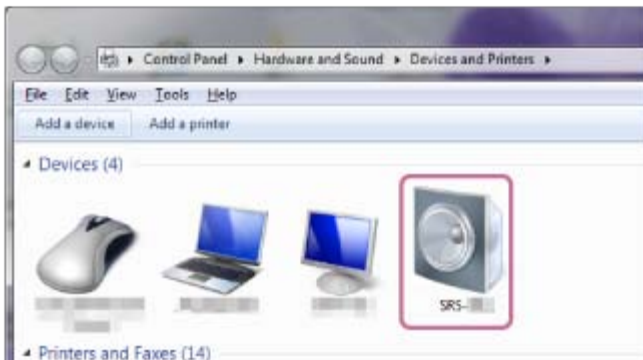 Control Panel ▸ Hardware and Sound ▸ Devices and Printers ▸
File Edit View Tools Help
Add a device Add a printer
Devices (4)
SRS-
Printers and Faxes (14)